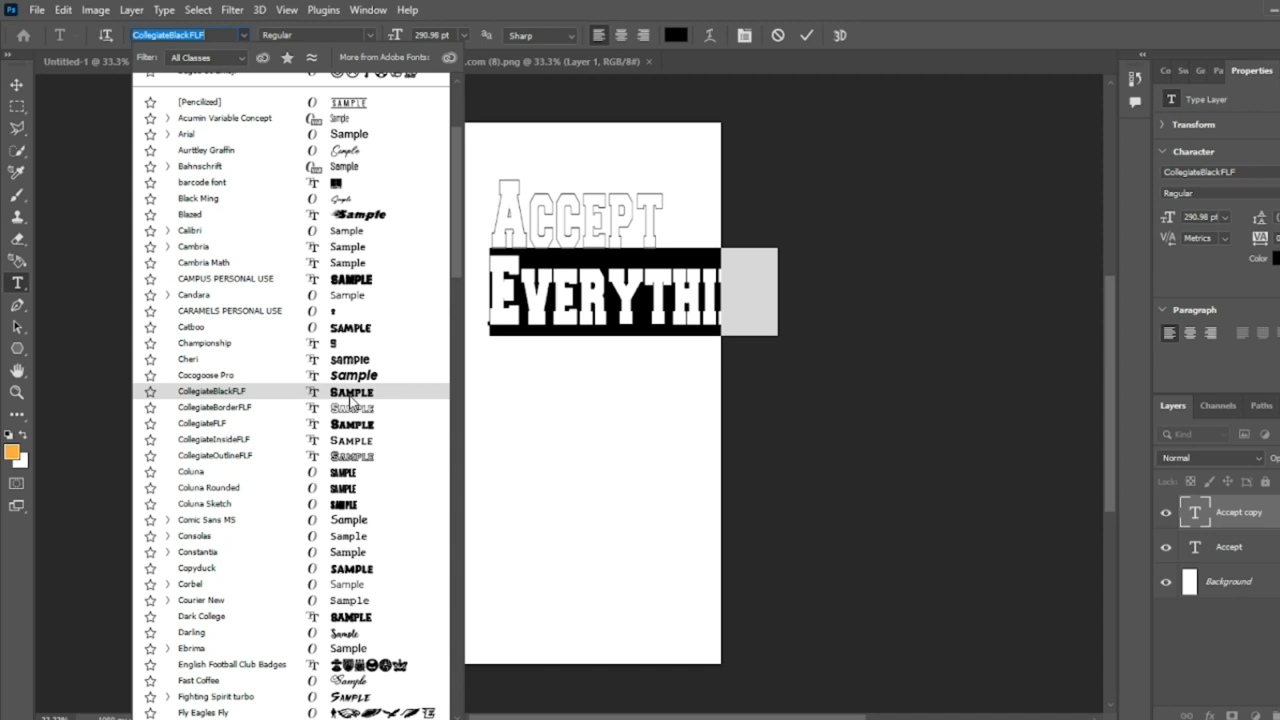 Ps File Edit Image Layer Type Select Filter 3D View Plugins Window Help
T CollegiateBlackFLF Regular 290.98 pt Sharp 3D
Filter: All Classes More from Adobe Fonts:
Untitled-1 @ 33.3% .com (8).png @ 33.3% (Layer 1, RGB/8#) ×
[Pencilized] SAMPLE
Acumin Variable Concept Sample
Arial Sample
Aurttley Graffin Sample
Bahnschrift Sample
barcode font
Black Ming Sample
Blazed Sample
Calibri Sample
Cambria Sample
Cambria Math Sample
CAMPUS PERSONAL USE SAMPLE
Candara Sample
CARAMELS PERSONAL USE
Catboo SAMPLE
Championship
Cheri sample
Cocogoose Pro Sample
CollegiateBlackFLF SAMPLE
CollegiateBorderFLF SAMPLE
CollegiateFLF SAMPLE
CollegiateInsideFLF SAMPLE
CollegiateOutlineFLF SAMPLE
Coluna SAMPLE
Coluna Rounded SAMPLE
Coluna Sketch SAMPLE
Comic Sans MS Sample
Consolas Sample
Constantia Sample
Copyduck SAMPLE
Corbel Sample
Courier New Sample
Dark College SAMPLE
Darling Sample
Ebrima Sample
English Football Club Badges
Fast Coffee Sample
Fighting Spirit turbo SAMPLE
Fly Eagles Fly
ACCEPT
EVERYTHI
Co Sw Gr Pa Properties
T Type Layer
Transform
Character
CollegiateBlackFLF
Regular
290.98 pt
Metrics
Color
Paragraph
Layers Channels Paths
Kind
Normal Op
Lock:
T Accept copy
T Accept
Background